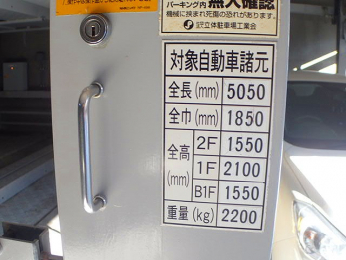 パーキング内 無人確認
機械に挟まれ死傷の恐れがあります。
立体駐車場工業会
対象自動車諸元
全長(mm) 5050
全巾(mm) 1850
全高(mm) 2F 1550
1F 2100
B1F 1550
重量(kg) 2200